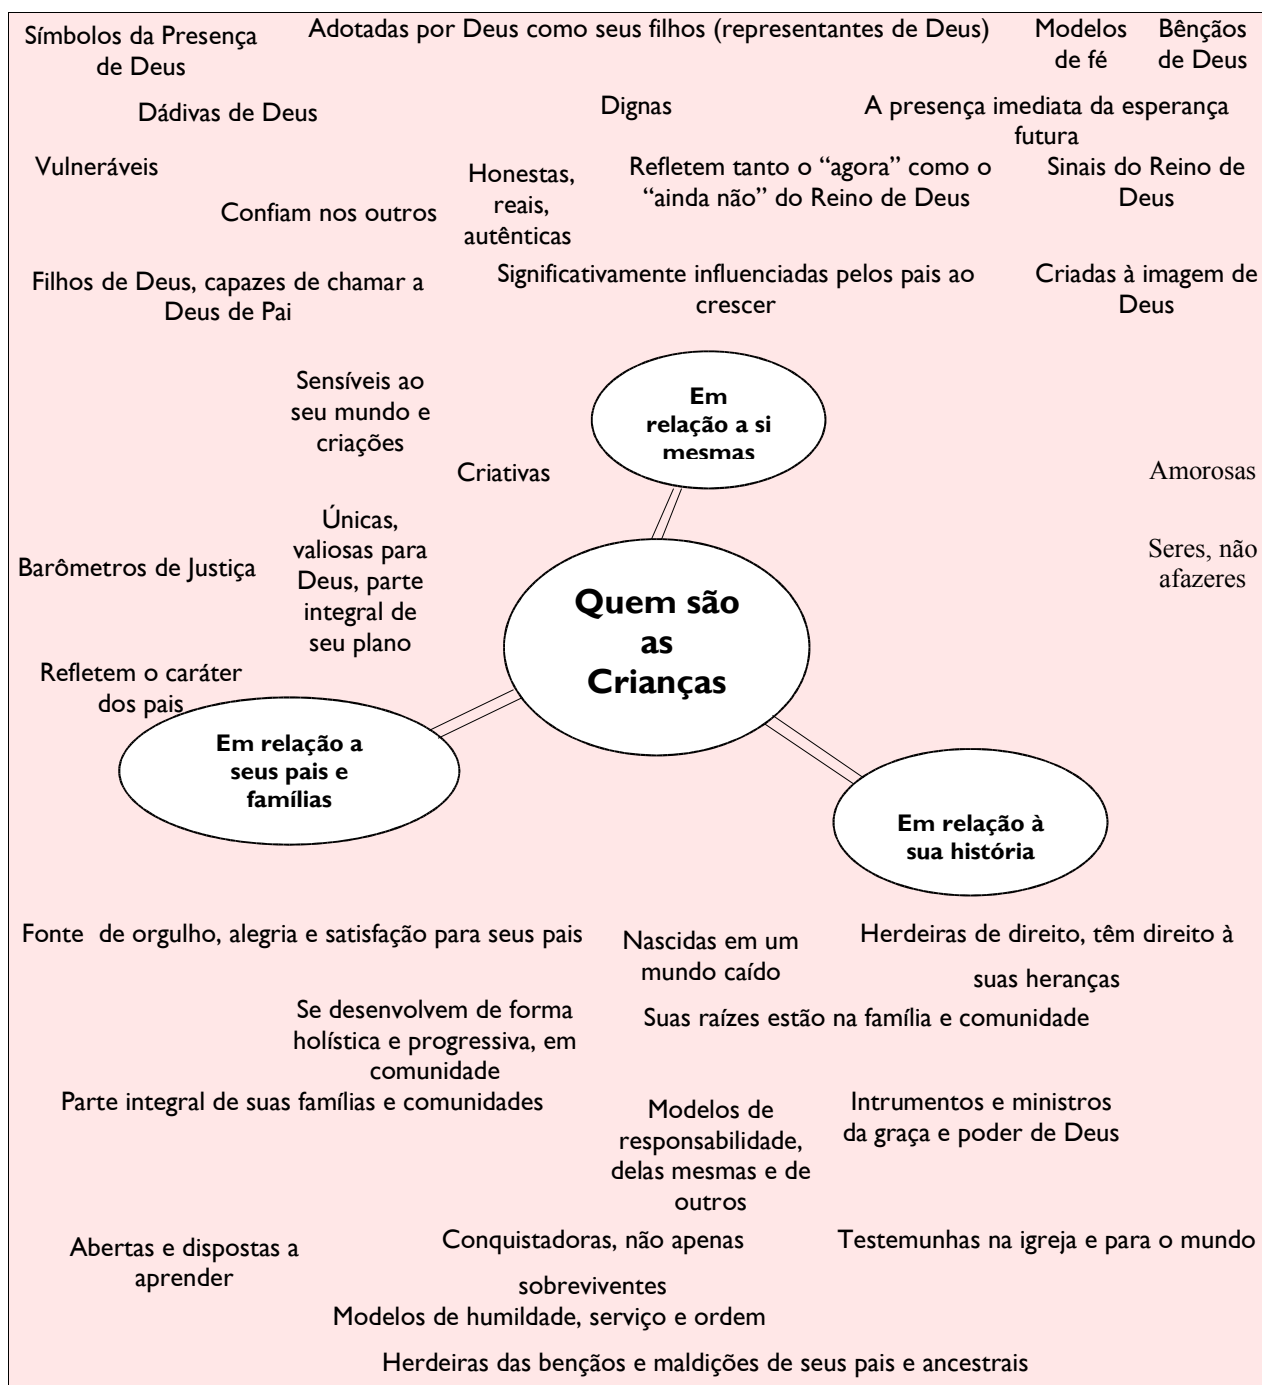 Símbolos da Presença
de Deus
Adotadas por Deus como seus filhos (representantes de Deus)
Modelos
de fé
Bênçãos
de Deus
Dádivas de Deus
Dignas
A presença imediata da esperança
futura
Vulneráveis
Honestas,
reais,
autênticas
Refletem tanto o “agora” como o
“ainda não” do Reino de Deus
Sinais do Reino de
Deus
Confiam nos outros
Filhos de Deus, capazes de chamar a
Deus de Pai
Significativamente influenciadas pelos pais ao
crescer
Criadas à imagem de
Deus
Sensíveis ao
seu mundo e
criações
Em
relação a si
mesmas
Criativas
Amorosas
Únicas,
valiosas para
Deus, parte
integral de
seu plano
Barômetros de Justiça
Seres, não
afazeres
Quem são
as
Crianças
Refletem o caráter
dos pais
Em relação a
seus pais e
famílias
Em relação à
sua história
Fonte  de orgulho, alegria e satisfação para seus pais
Nascidas em um
mundo caído
Herdeiras de direito, têm direito à
suas heranças
Se desenvolvem de forma
holística e progressiva, em
comunidade
Suas raízes estão na família e comunidade
Parte integral de suas famílias e comunidades
Modelos de
responsabilidade,
delas mesmas e de
outros
Intrumentos e ministros
da graça e poder de Deus
Abertas e dispostas a
aprender
Conquistadoras, não apenas
sobreviventes
Testemunhas na igreja e para o mundo
Modelos de humildade, serviço e ordem
Herdeiras das bençãos e maldições de seus pais e ancestrais